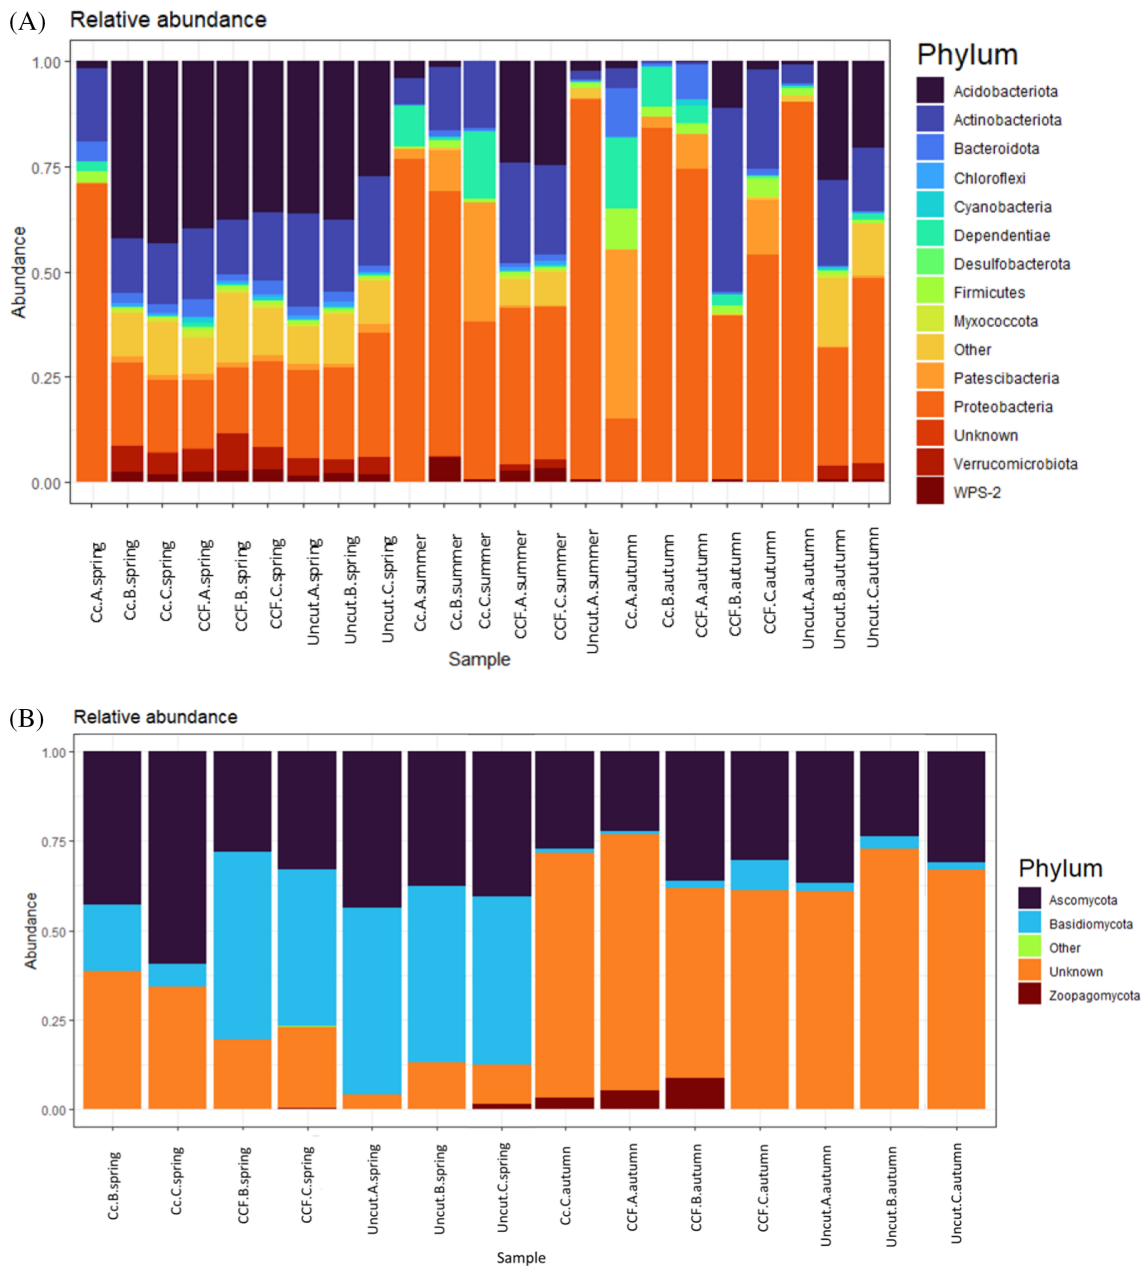 (A)
Relative abundance
1.00
0.75
0.50
0.25
0.00
Abundance
Cc.A.spring
Cc.B.spring
Cc.C.spring
CCF.A.spring
CCF.B.spring
CCF.C.spring
Uncut.A.spring
Uncut.B.spring
Uncut.C.spring
Cc.A.summer
Cc.B.summer
Cc.C.summer
CCF.A.summer
CCF.C.summer
Uncut.A.summer
Cc.A.autumn
Cc.B.autumn
CCF.A.autumn
CCF.B.autumn
CCF.C.autumn
Uncut.A.autumn
Uncut.B.autumn
Uncut.C.autumn
Sample
Phylum
Acidobacteriota
Actinobacteriota
Bacteroidota
Chloroflexi
Cyanobacteria
Dependentiae
Desulfobacterota
Firmicutes
Myxococcota
Other
Patescibacteria
Proteobacteria
Unknown
Verrucomicrobiota
WPS-2
(B)
Relative abundance
1.00
0.75
0.50
0.25
0.00
Abundance
Cc.B.spring
Cc.C.spring
CCF.B.spring
CCF.C.spring
Uncut.A.spring
Uncut.B.spring
Uncut.C.spring
Cc.C.autumn
CCF.A.autumn
CCF.B.autumn
CCF.C.autumn
Uncut.A.autumn
Uncut.B.autumn
Uncut.C.autumn
Sample
Phylum
Ascomycota
Basidiomycota
Other
Unknown
Zoopagomycota